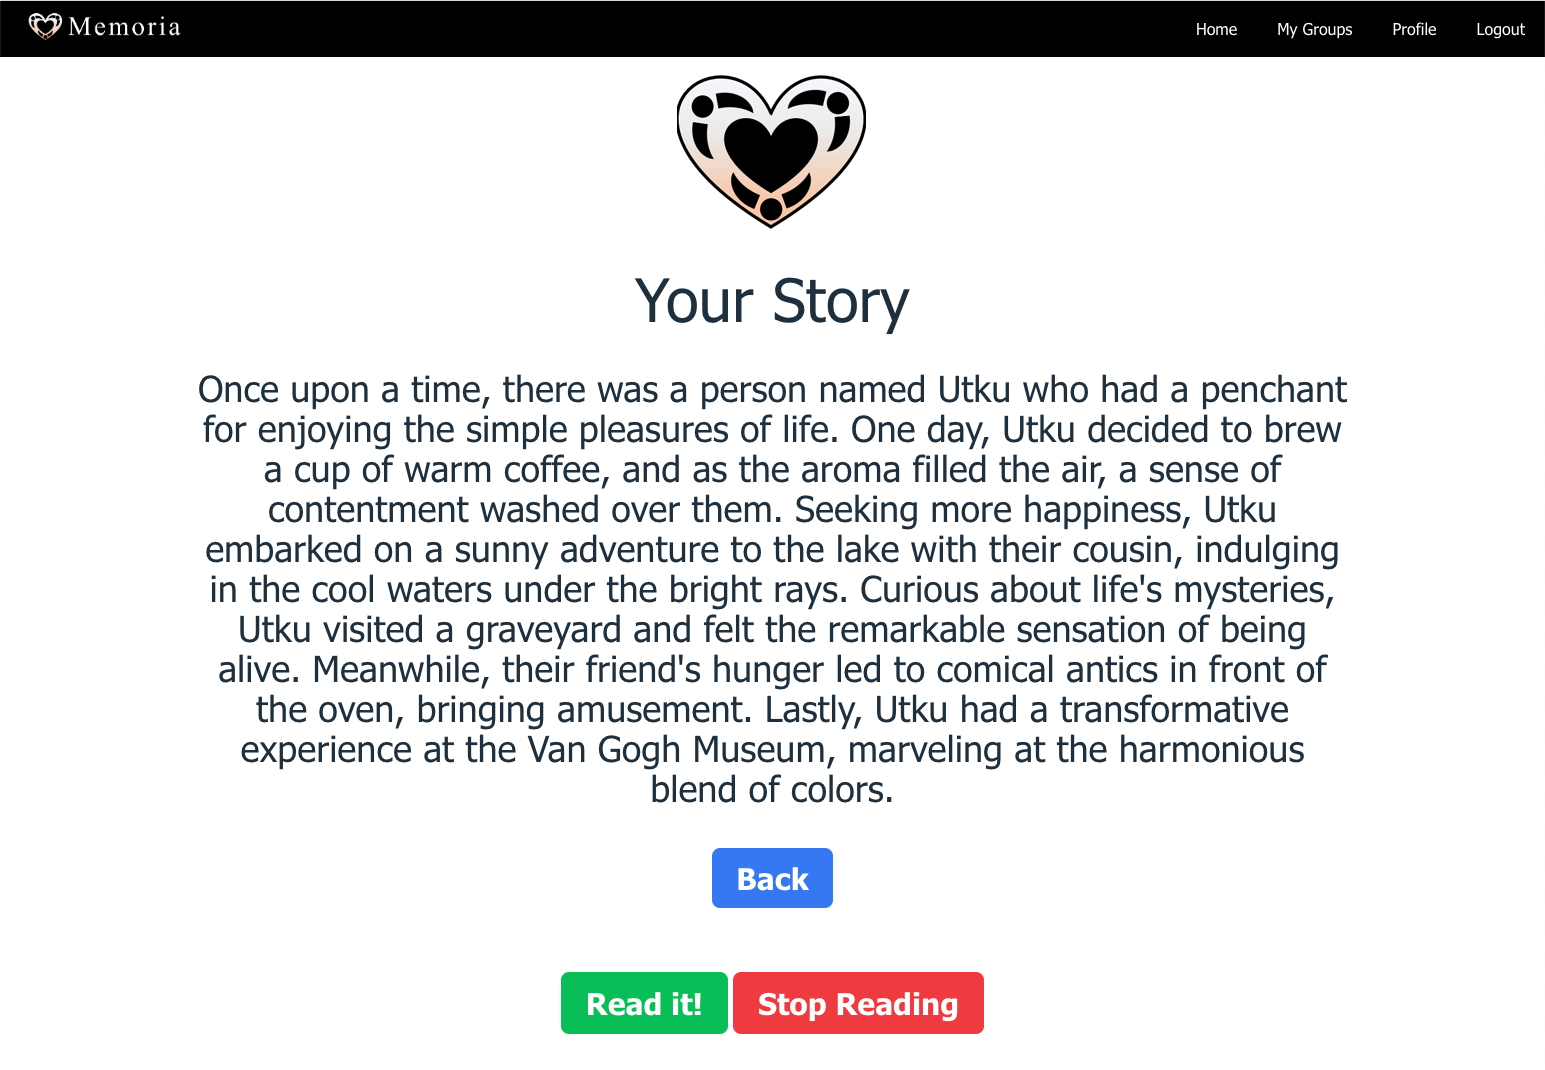 Memoria
Home
My Groups
Profile
Logout
Your Story
Once upon a time, there was a person named Utku who had a penchant
for enjoying the simple pleasures of life. One day, Utku decided to brew
a cup of warm coffee, and as the aroma filled the air, a sense of
contentment washed over them. Seeking more happiness, Utku
embarked on a sunny adventure to the lake with their cousin, indulging
in the cool waters under the bright rays. Curious about life's mysteries,
Utku visited a graveyard and felt the remarkable sensation of being
alive. Meanwhile, their friend's hunger led to comical antics in front of
the oven, bringing amusement. Lastly, Utku had a transformative
experience at the Van Gogh Museum, marveling at the harmonious
blend of colors.
Back
Read it!
Stop Reading